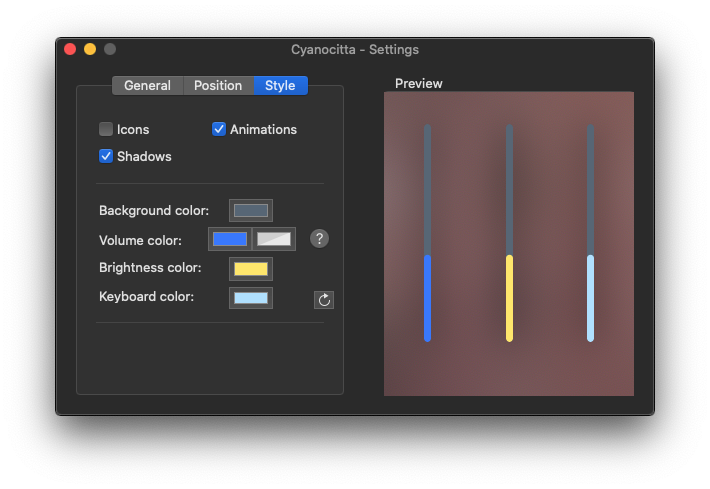 Cyanocitta - Settings
General Position Style
Preview
Icons Animations
Shadows
Background color:
Volume color: ?
Brightness color:
Keyboard color: